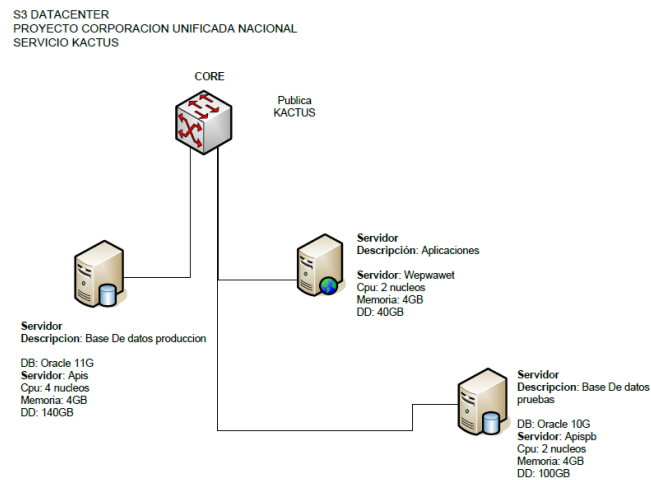 S3 DATACENTER
PROYECTO CORPORACION UNIFICADA NACIONAL
SERVICIO KACTUS
CORE
Publica
KACTUS
Servidor
Descripción: Aplicaciones
Servidor: Wepwawet
Cpu: 2 nucleos
Memoria: 4GB
DD: 40GB
Servidor
Descripcion: Base De datos produccion
DB: Oracle 11G
Servidor: Apis
Cpu: 4 nucleos
Memoria: 4GB
DD: 140GB
Servidor
Descripcion: Base De datos
pruebas
DB: Oracle 10G
Servidor: Apispb
Cpu: 2 nucleos
Memoria: 4GB
DD: 100GB